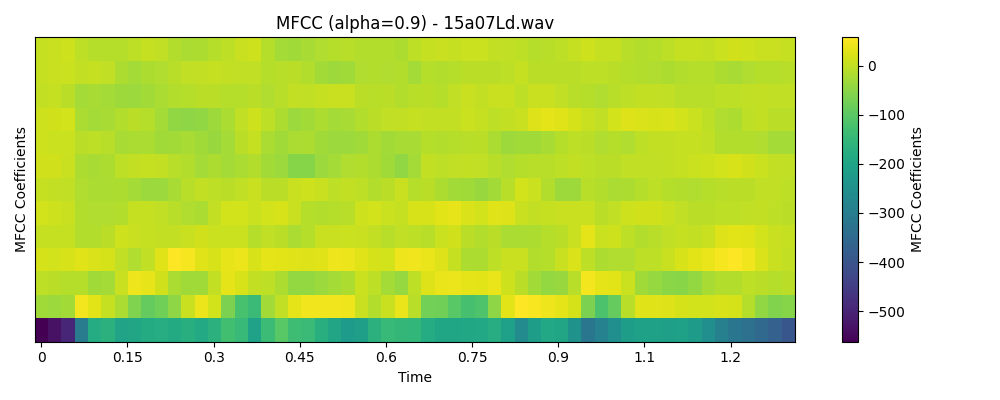 MFCC (alpha=0.9) - 15a07Ld.wav
MFCC Coefficients
0 0.15 0.3 0.45 0.6 0.75 0.9 1.1 1.2
Time
0
−100
−200
−300
−400
−500
MFCC Coefficients